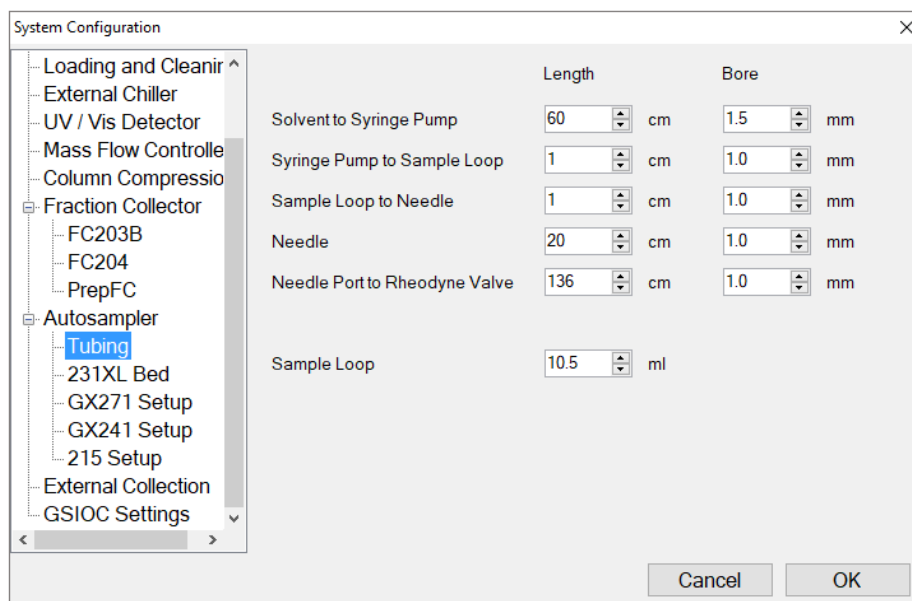 System Configuration
Loading and Cleanin
External Chiller
UV / Vis Detector
Mass Flow Controlle
Column Compressio
Fraction Collector
FC203B
FC204
PrepFC
Autosampler
Tubing
231XL Bed
GX271 Setup
GX241 Setup
215 Setup
External Collection
GSIOC Settings
Length Bore
Solvent to Syringe Pump 60 cm 1.5 mm
Syringe Pump to Sample Loop 1 cm 1.0 mm
Sample Loop to Needle 1 cm 1.0 mm
Needle 20 cm 1.0 mm
Needle Port to Rheodyne Valve 136 cm 1.0 mm
Sample Loop 10.5 ml
Cancel OK